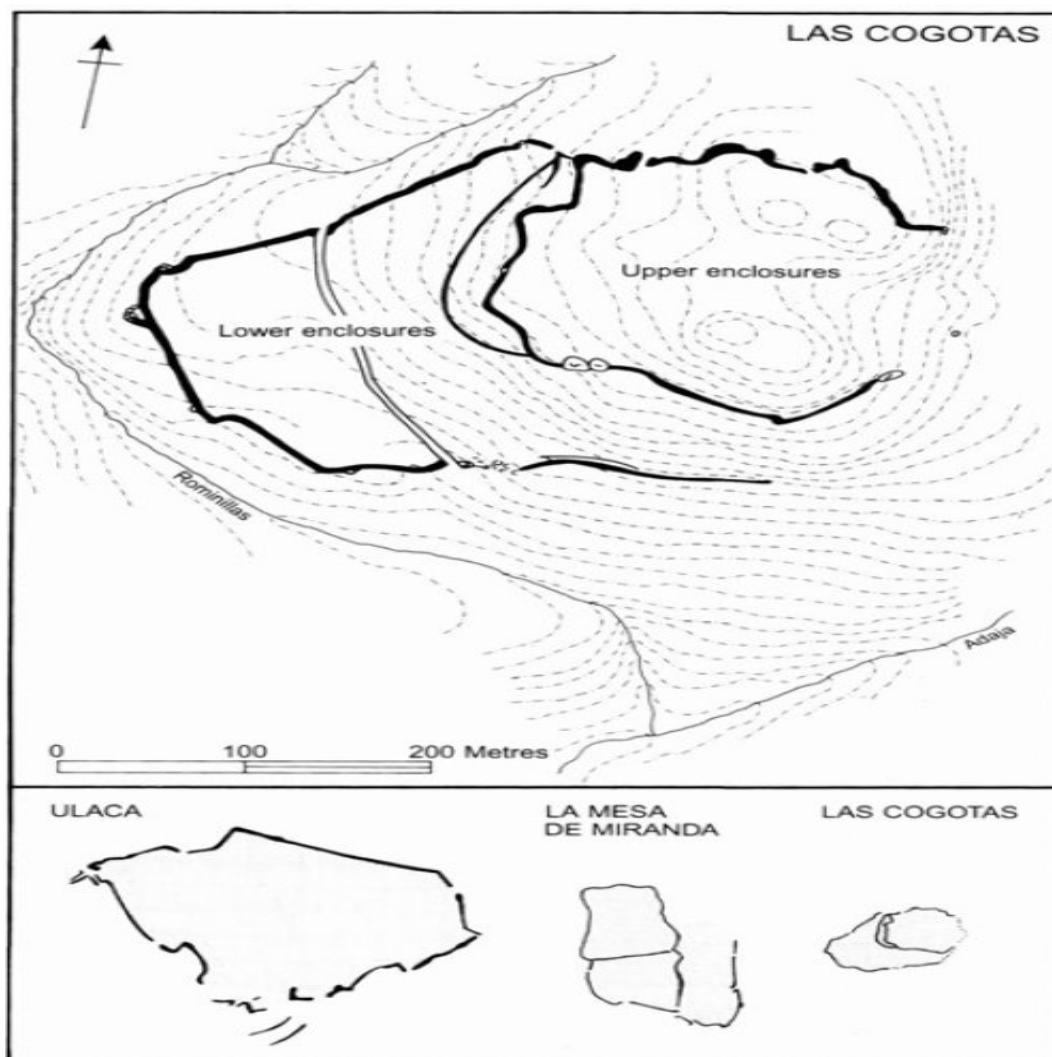 LAS COGOTAS
Upper enclosures
Lower enclosures
Rominillas
Adaja
0 100 200 Metres
ULACA
LA MESA
DE MIRANDA
LAS COGOTAS